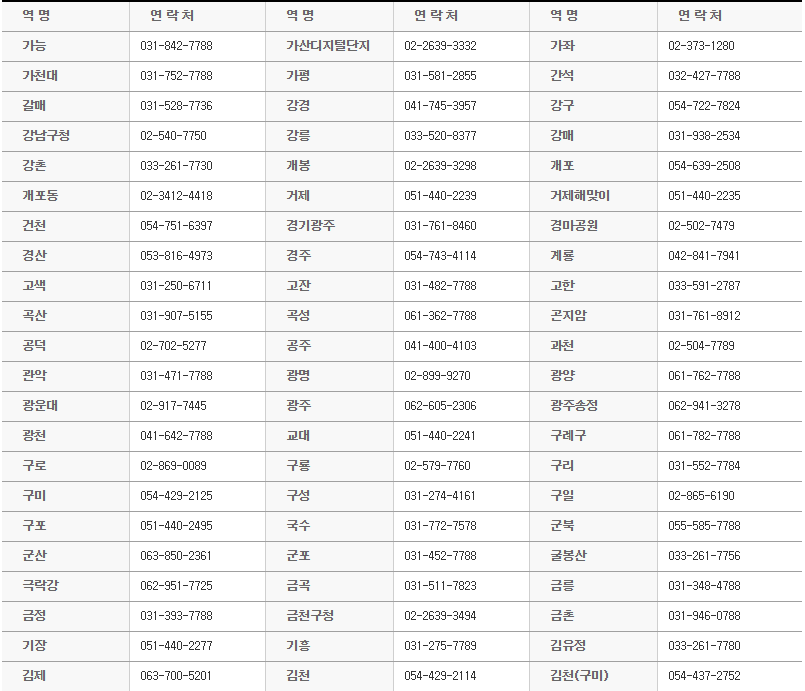 역 명 연 락 처 역 명 연 락 처 역 명 연 락 처
가능 031-842-7788 가산디지털단지 02-2639-3332 가좌 02-373-1280
가천대 031-752-7788 가평 031-581-2855 간석 032-427-7788
갈매 031-528-7736 강경 041-745-3957 강구 054-722-7824
강남구청 02-540-7750 강릉 033-520-8377 강매 031-938-2534
강촌 033-261-7730 개봉 02-2639-3298 개포 054-639-2508
개포동 02-3412-4418 거제 051-440-2239 거제해맞이 051-440-2235
건천 054-751-6397 경기광주 031-761-8460 경마공원 02-502-7479
경산 053-816-4973 경주 054-743-4114 계룡 042-841-7941
고색 031-250-6711 고잔 031-482-7788 고한 033-591-2787
곡산 031-907-5155 곡성 061-362-7788 곤지암 031-761-8912
공덕 02-702-5277 공주 041-400-4103 과천 02-504-7789
관악 031-471-7788 광명 02-899-9270 광양 061-762-7788
광운대 02-917-7445 광주 062-605-2306 광주송정 062-941-3278
광천 041-642-7788 교대 051-440-2241 구례구 061-782-7788
구로 02-869-0089 구룡 02-579-7760 구리 031-552-7784
구미 054-429-2125 구성 031-274-4161 구일 02-865-6190
구포 051-440-2495 국수 031-772-7578 군북 055-585-7788
군산 063-850-2361 군포 031-452-7788 굴봉산 033-261-7756
극락강 062-951-7725 금곡 031-511-7823 금릉 031-348-4788
금정 031-393-7788 금천구청 02-2639-3494 금촌 031-946-0788
기장 051-440-2277 기흥 031-275-7789 김유정 033-261-7780
김제 063-700-5201 김천 054-429-2114 김천(구미) 054-437-2752